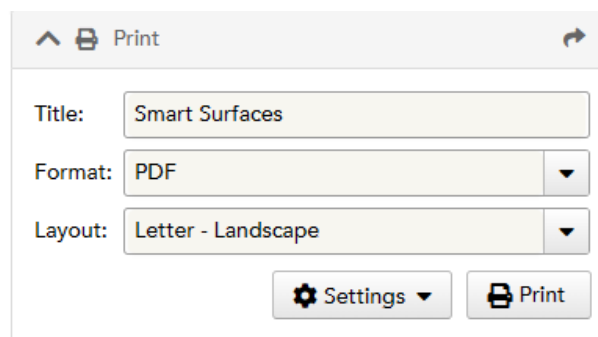 Print
Title: Smart Surfaces
Format: PDF
Layout: Letter - Landscape
Settings Print